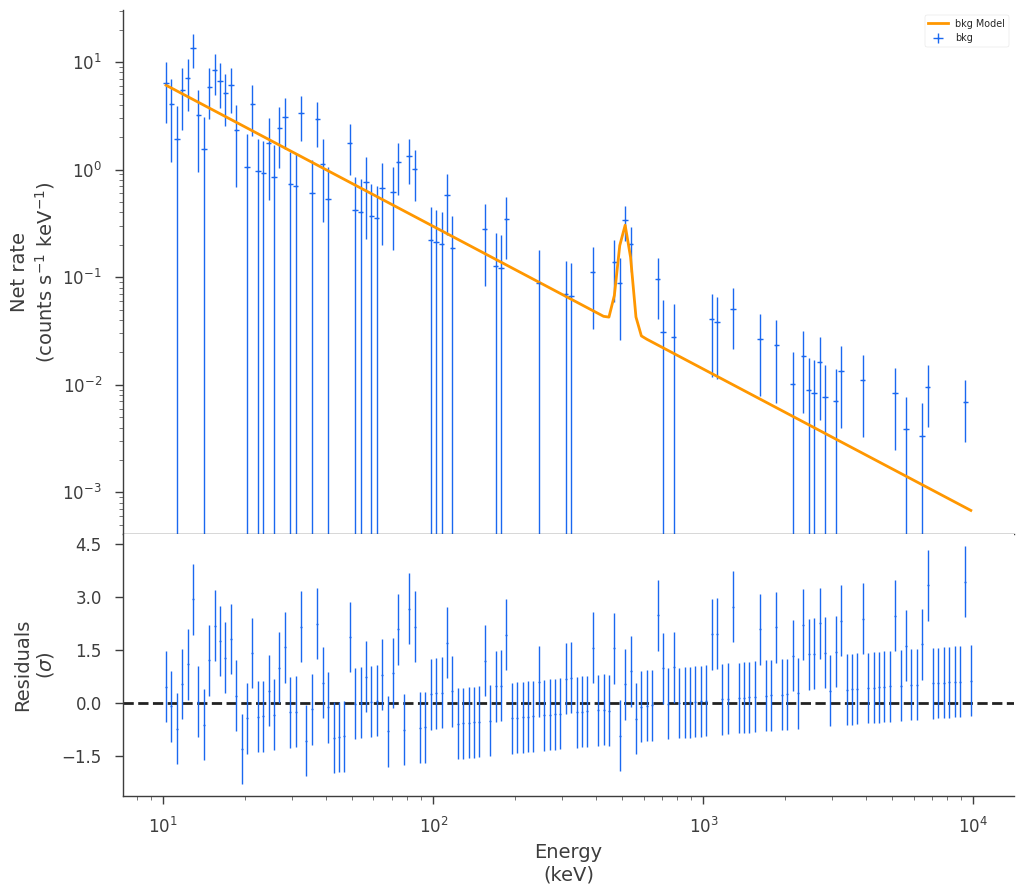 bkg Model
bkg
Net rate
(counts s⁻¹ keV⁻¹)
10¹
10⁰
10⁻¹
10⁻²
10⁻³
Residuals
(σ)
4.5
3.0
1.5
0.0
−1.5
10¹ 10² 10³ 10⁴
Energy
(keV)